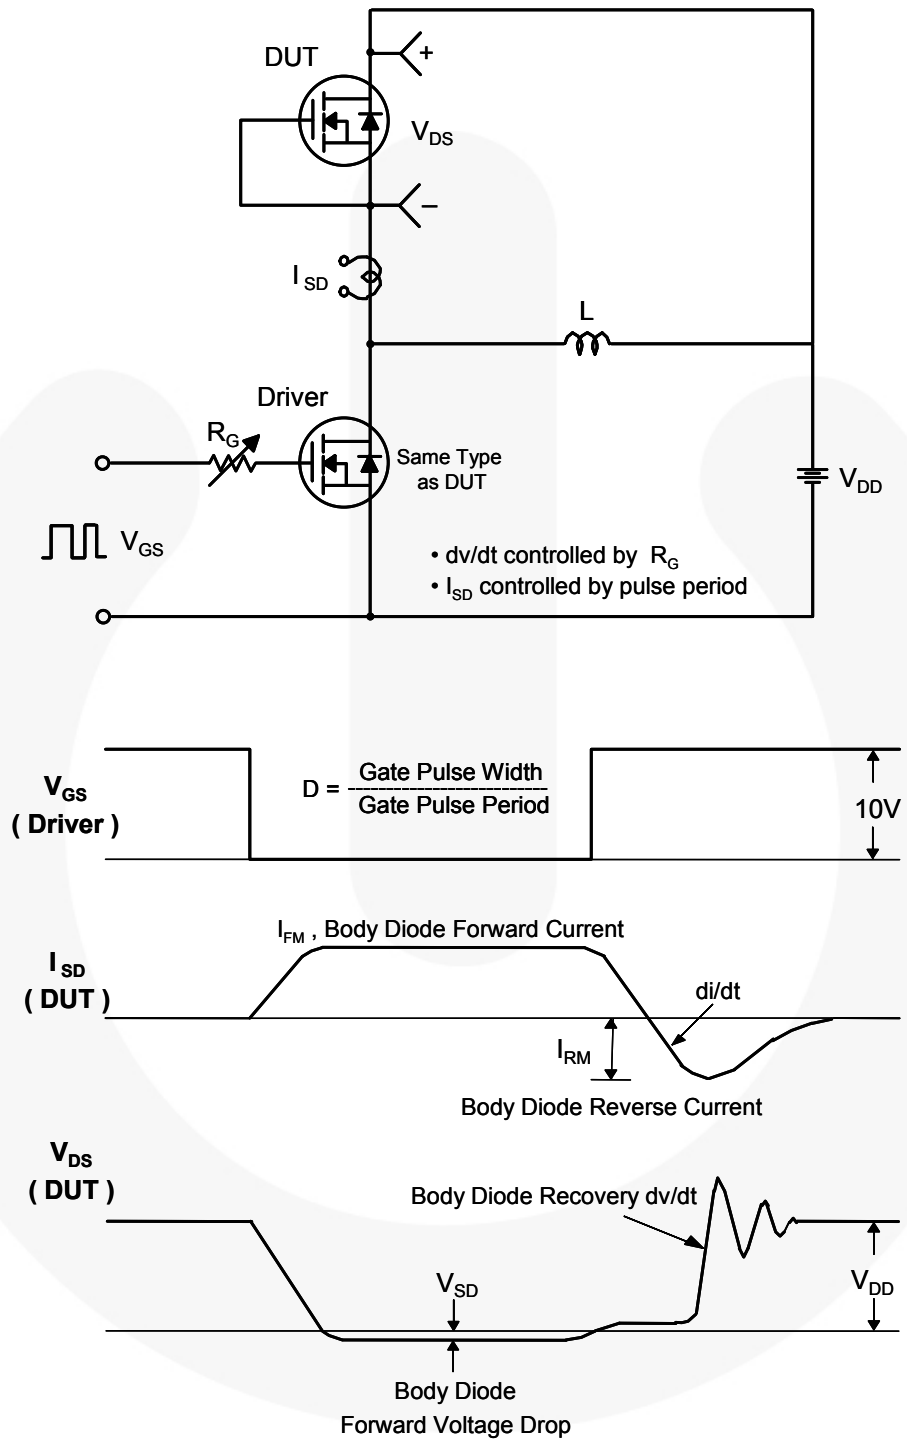 DUT
+
V_DS
–
I_SD
L
Driver
R_G
Same Type
as DUT
V_DD
V_GS
• dv/dt controlled by R_G
• I_SD controlled by pulse period
V_GS
( Driver )
D = Gate Pulse Width
Gate Pulse Period
10V
I_FM , Body Diode Forward Current
I_SD
( DUT )
di/dt
I_RM
Body Diode Reverse Current
V_DS
( DUT )
Body Diode Recovery dv/dt
V_SD
V_DD
Body Diode
Forward Voltage Drop